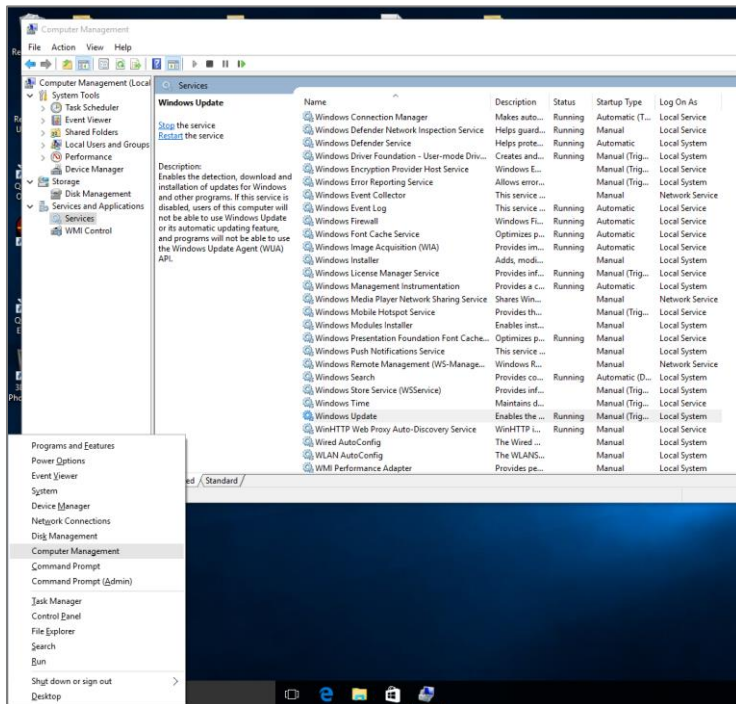 Computer Management
File Action View Help
Computer Management (Local
System Tools
Task Scheduler
Event Viewer
Shared Folders
Local Users and Groups
Performance
Device Manager
Storage
Disk Management
Services and Applications
Services
WMI Control
Services
Windows Update
Stop the service
Restart the service
Description:
Enables the detection, download and
installation of updates for Windows
and other programs. If this service is
disabled, users of this computer will
not be able to use Windows Update
or its automatic updating feature,
and programs will not be able to use
the Windows Update Agent (WUA)
API.
Name Description Status Startup Type Log On As
Windows Connection Manager Makes auto... Running Automatic (T... Local Service
Windows Defender Network Inspection Service Helps guard... Running Manual Local Service
Windows Defender Service Helps prote... Running Automatic Local System
Windows Driver Foundation - User-mode Driv... Creates and... Running Manual (Trig... Local System
Windows Encryption Provider Host Service Windows E... Manual (Trig... Local Service
Windows Error Reporting Service Allows error... Manual (Trig... Local System
Windows Event Collector This service ... Manual Network Service
Windows Event Log This service ... Running Automatic Local Service
Windows Firewall Windows Fi... Running Automatic Local Service
Windows Font Cache Service Optimizes p... Running Automatic Local Service
Windows Image Acquisition (WIA) Provides im... Running Automatic Local Service
Windows Installer Adds, modi... Manual Local System
Windows License Manager Service Provides inf... Running Manual (Trig... Local Service
Windows Management Instrumentation Provides a c... Running Automatic Local System
Windows Media Player Network Sharing Service Shares Win... Manual Network Service
Windows Mobile Hotspot Service Provides th... Manual (Trig... Local Service
Windows Modules Installer Enables inst... Manual Local System
Windows Presentation Foundation Font Cache... Optimizes p... Running Manual Local Service
Windows Push Notifications Service This service ... Manual Local System
Windows Remote Management (WS-Manage... Windows R... Manual Network Service
Windows Search Provides co... Running Automatic (D... Local System
Windows Store Service (WSService) Provides inf... Manual (Trig... Local System
Windows Time Maintains d... Manual (Trig... Local Service
Windows Update Enables the ... Running Manual (Trig... Local System
WinHTTP Web Proxy Auto-Discovery Service WinHTTP i... Running Manual Local Service
Wired AutoConfig The Wired ... Manual Local System
WLAN AutoConfig The WLANS... Manual Local System
WMI Performance Adapter Provides pe... Manual Local System
Standard
Programs and Features
Power Options
Event Viewer
System
Device Manager
Network Connections
Disk Management
Computer Management
Command Prompt
Command Prompt (Admin)
Task Manager
Control Panel
File Explorer
Search
Run
Shut down or sign out
Desktop